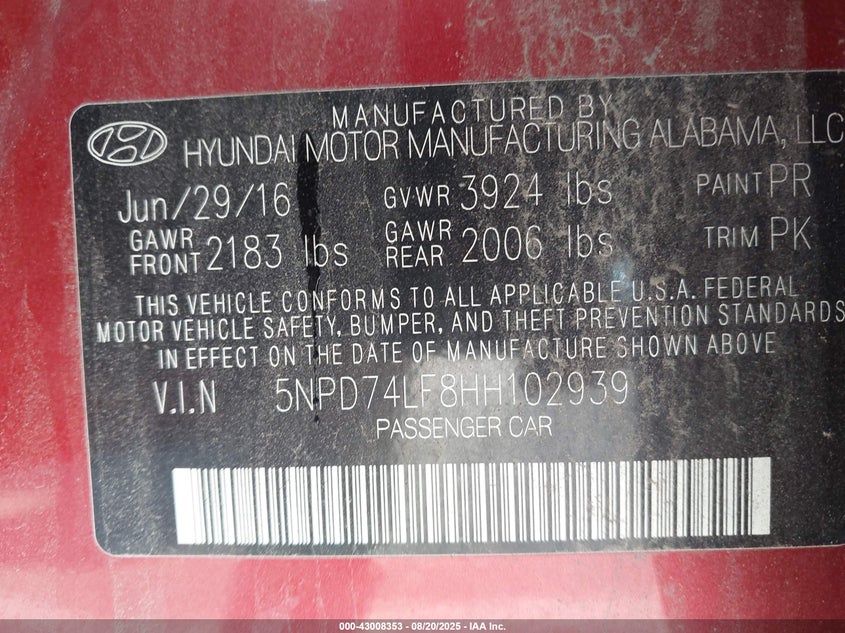 MANUFACTURED BY
HYUNDAI MOTOR MANUFACTURING ALABAMA, LLC
Jun/29/16 GVWR 3924 lbs PAINT PR
GAWR FRONT 2183 lbs GAWR REAR 2006 lbs TRIM PK
THIS VEHICLE CONFORMS TO ALL APPLICABLE U.S.A. FEDERAL
MOTOR VEHICLE SAFETY, BUMPER, AND THEFT PREVENTION STANDARDS
IN EFFECT ON THE DATE OF MANUFACTURE SHOWN ABOVE
V.I.N 5NPD74LF8HH102939
PASSENGER CAR
000-43008353 - 08/20/2025 - IAA Inc.